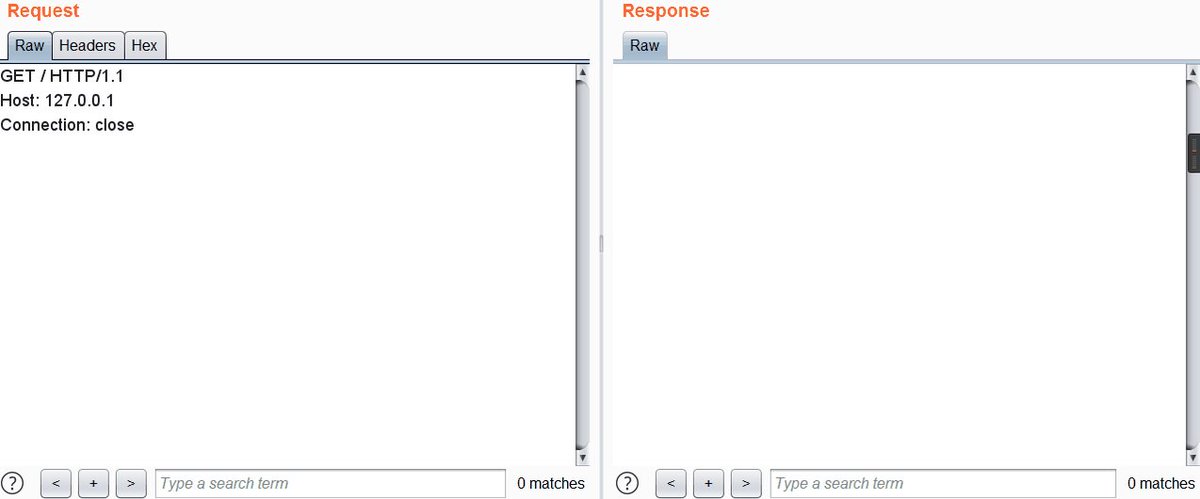 Request
Raw Headers Hex
GET / HTTP/1.1
Host: 127.0.0.1
Connection: close
? < + > Type a search term 0 matches
Response
Raw
? < + > Type a search term 0 matches